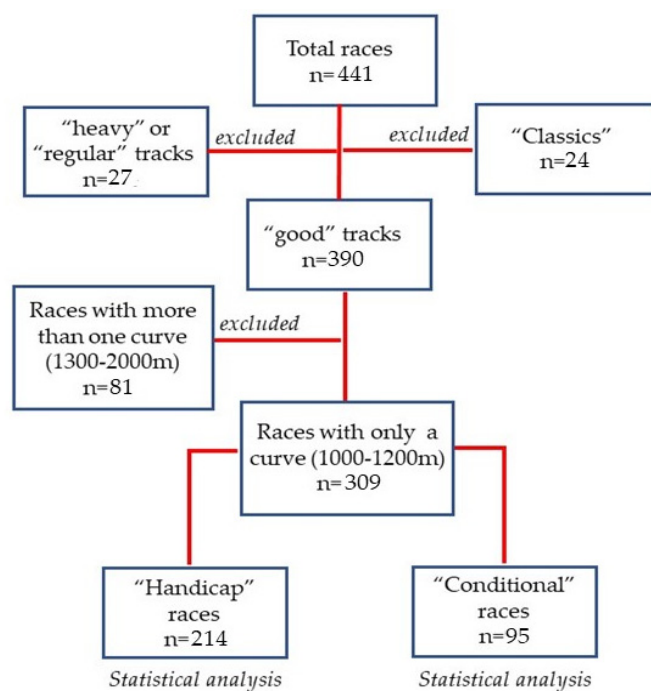 Total races
n=441
“heavy” or
“regular” tracks
n=27
excluded
excluded
“Classics”
n=24
“good” tracks
n=390
Races with more
than one curve
(1300-2000m)
n=81
excluded
Races with only a
curve (1000-1200m)
n=309
“Handicap”
races
n=214
“Conditional”
races
n=95
Statistical analysis
Statistical analysis